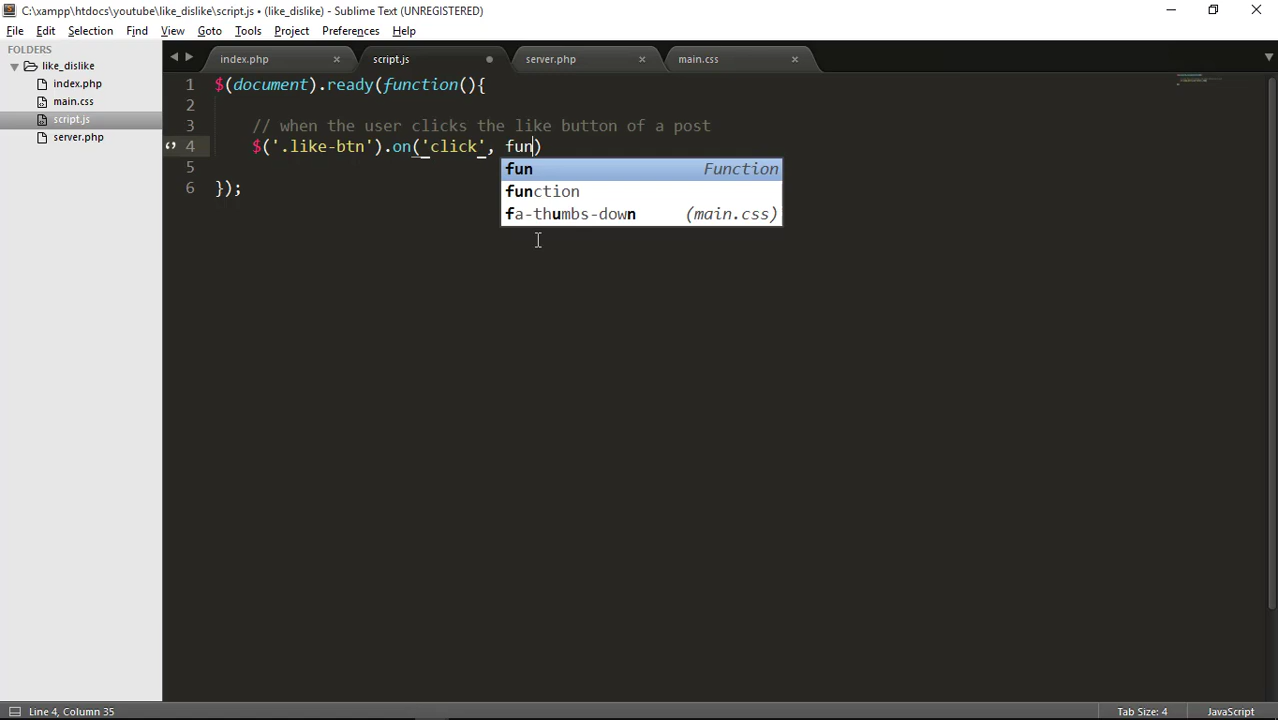 C:\xampp\htdocs\youtube\like_dislike\script.js • (like_dislike) - Sublime Text (UNREGISTERED)
File Edit Selection Find View Goto Tools Project Preferences Help
FOLDERS
like_dislike
index.php
main.css
script.js
server.php
index.php script.js server.php main.css
1 $(document).ready(function(){
2
3 // when the user clicks the like button of a post
4 $('.like-btn').on('click', fun)
5
6 });
fun Function
function
fa-thumbs-down (main.css)
Line 4, Column 35 Tab Size: 4 JavaScript